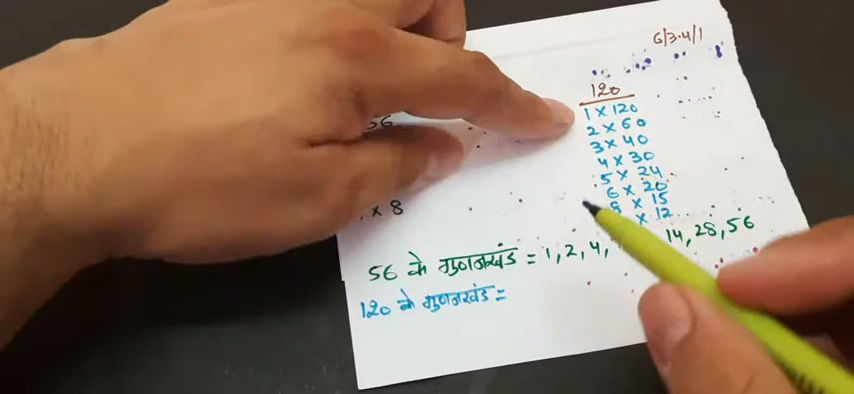 6/3.4/1
56
120
1 × 120
2 × 60
3 × 40
4 × 30
5 × 24
6 × 20
8 × 15
× 12
× 8
56 के गुणनखंड = 1, 2, 4, 14, 28, 56
120 के गुणनखंड =